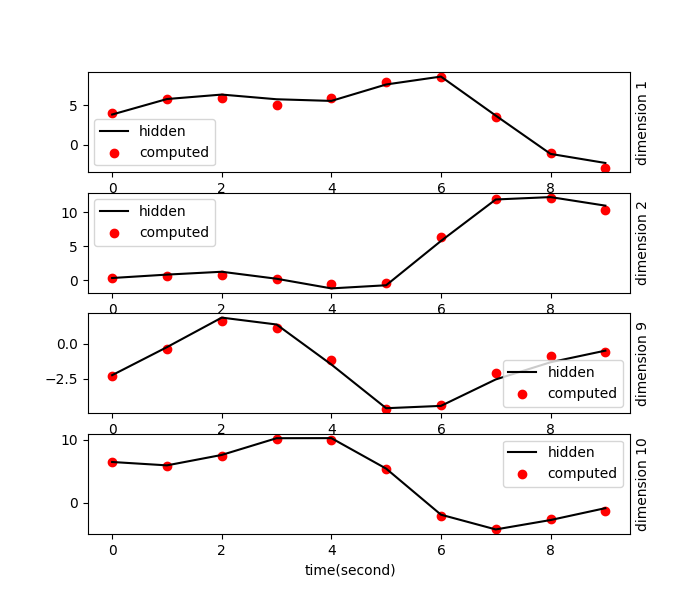 5
0
hidden
computed
dimension 1
0 2 4 6 8
10
5
0
hidden
computed
dimension 2
0 2 4 6 8
0.0
−2.5
hidden
computed
dimension 9
0 2 4 6 8
10
0
hidden
computed
dimension 10
0 2 4 6 8
time(second)